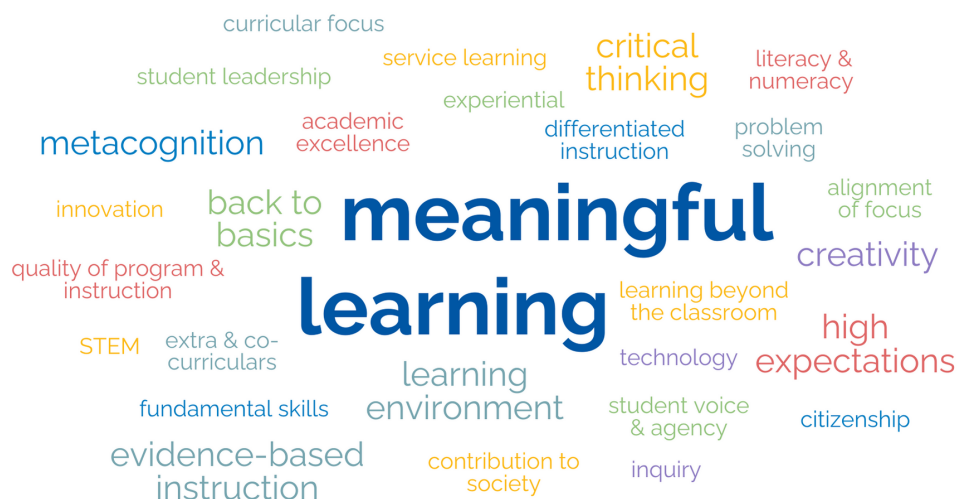 curricular focus
service learning
critical
thinking
literacy &
numeracy
student leadership
experiential
metacognition
academic
excellence
differentiated
instruction
problem
solving
innovation
back to
basics
meaningful
learning
alignment
of focus
creativity
quality of program &
instruction
learning beyond
the classroom
high
expectations
STEM
extra & co-
curriculars
technology
learning
environment
fundamental skills
student voice
& agency
citizenship
evidence-based
instruction
contribution to
society
inquiry